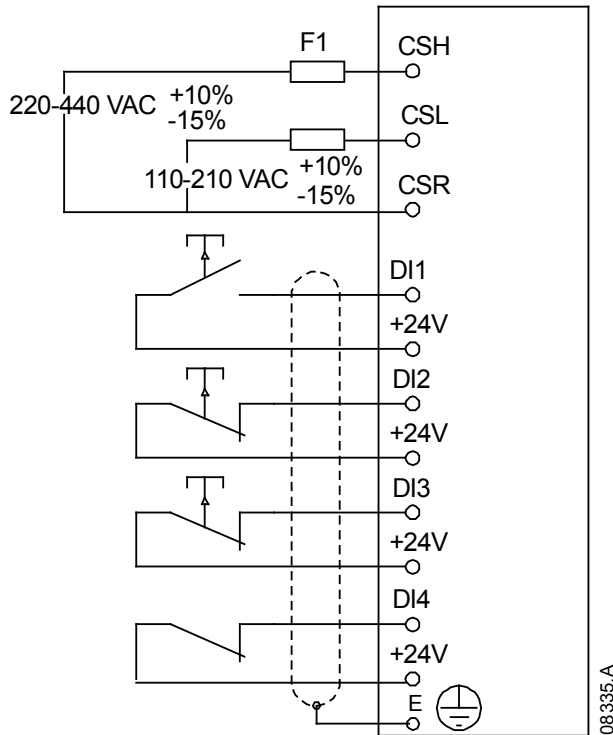 F1
CSH
220-440 VAC +10%
-15%
CSL
110-210 VAC +10%
-15%
CSR
DI1
+24V
DI2
+24V
DI3
+24V
DI4
+24V
E
08335.A